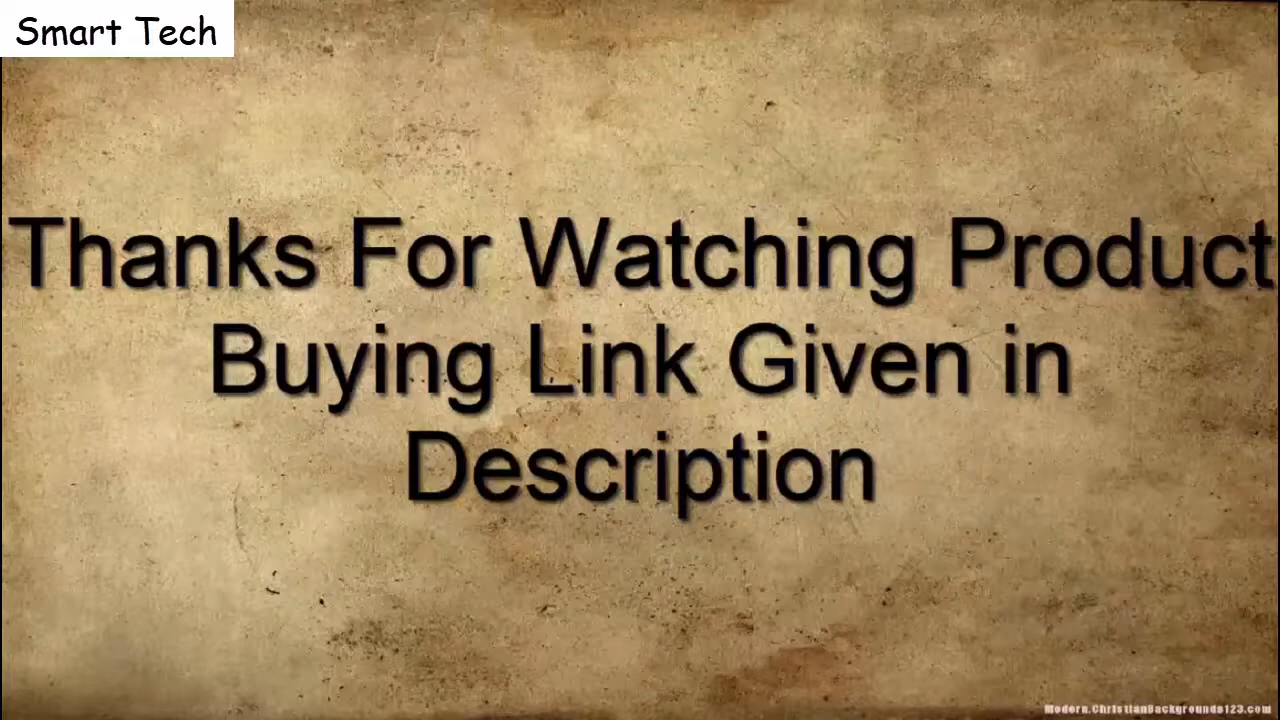 Smart Tech
Thanks For Watching Product
Buying Link Given in
Description
Modern.ChristianBackgrounds123.com